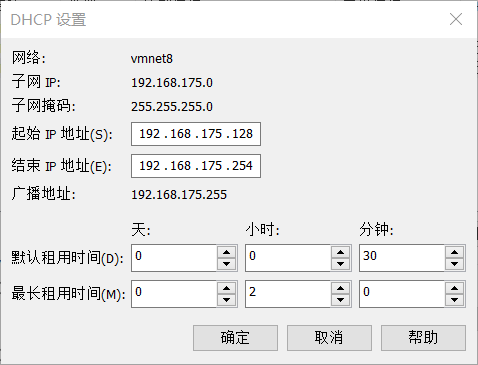 DHCP 设置
网络: vmnet8
子网 IP: 192.168.175.0
子网掩码: 255.255.255.0
起始 IP 地址(S): 192 . 168 . 175 . 128
结束 IP 地址(E): 192 . 168 . 175 . 254
广播地址: 192.168.175.255
天: 小时: 分钟:
默认租用时间(D): 0 0 30
最长租用时间(M): 0 2 0
确定 取消 帮助